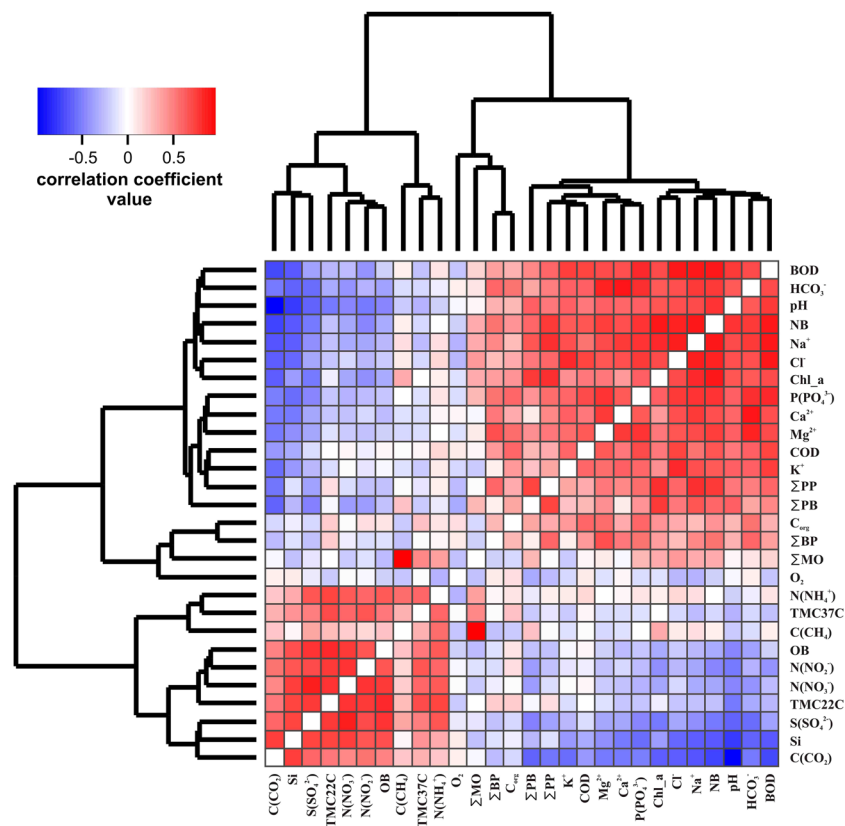 -0.5 0 0.5
correlation coefficient
value
BOD
HCO₃⁻
pH
NB
Na⁺
Cl⁻
Chl_a
P(PO₄³⁻)
Ca²⁺
Mg²⁺
COD
K⁺
∑PP
∑PB
C_org
∑BP
∑MO
O₂
N(NH₄⁺)
TMC37C
C(CH₄)
OB
N(NO₂⁻)
N(NO₃⁻)
TMC22C
S(SO₄²⁻)
Si
C(CO₂)
C(CO₂)
Si
S(SO₄²⁻)
TMC22C
N(NO₃⁻)
N(NO₂⁻)
OB
C(CH₄)
TMC37C
N(NH₄⁺)
O₂
∑MO
∑BP
C_org
∑PB
∑PP
K⁺
COD
Mg²⁺
Ca²⁺
P(PO₄³⁻)
Chl_a
Cl⁻
Na⁺
NB
pH
HCO₃⁻
BOD